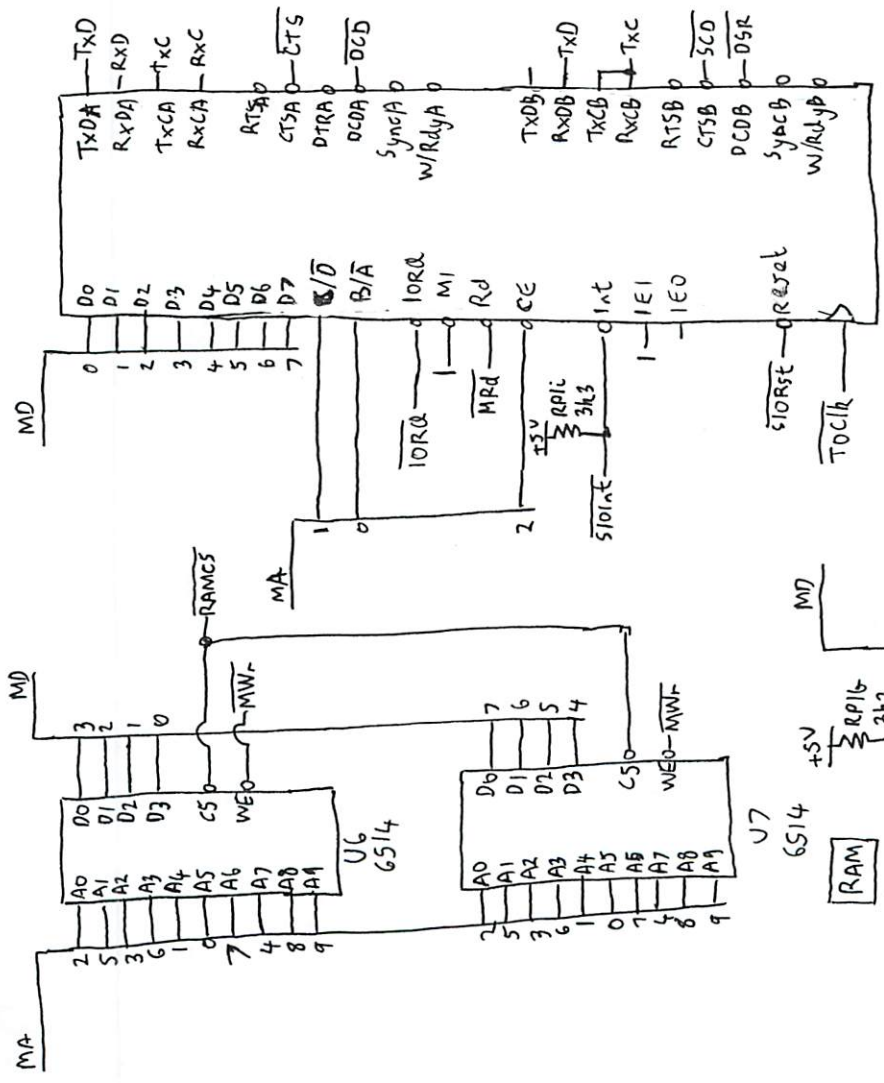 MA
2 A0
5 A1
3 A2
6 A3
1 A4
0 A5
7 A6
4 A7
8 A8
9 A9
D0 3
D1 2
D2 1
D3 0
CS
WE
MWr
U6
6514
MD
RAMCS
2 A0
5 A1
3 A2
6 A3
1 A4
0 A5
7 A6
4 A7
8 A8
9 A9
D0 7
D1 6
D2 5
D3 4
CS
WE
MWr
U7
6514
RAM
+5V
MD
MD
0 D0
1 D1
2 D2
3 D3
4 D4
5 D5
6 D6
7 D7
MA
1 /D
0 B/A
IORQ IORQ
1 M1
MRd Rd
2 CE
+5V
RP1i
3k3
SIOInt Int
1 IEI
IEO
SIORst Reset
TOClk
TxDA TxD
RxDA RxD
TxCA TxC
RxCA RxC
RTSA
CTSA CTS
DTRA
DCDA DCD
SyncA
W/RdyA
TxDB
RxDB TxD
TxCB
RxCB TxC
RTSB
CTSB SCD
DCDB DSR
SyncB
W/RdyB